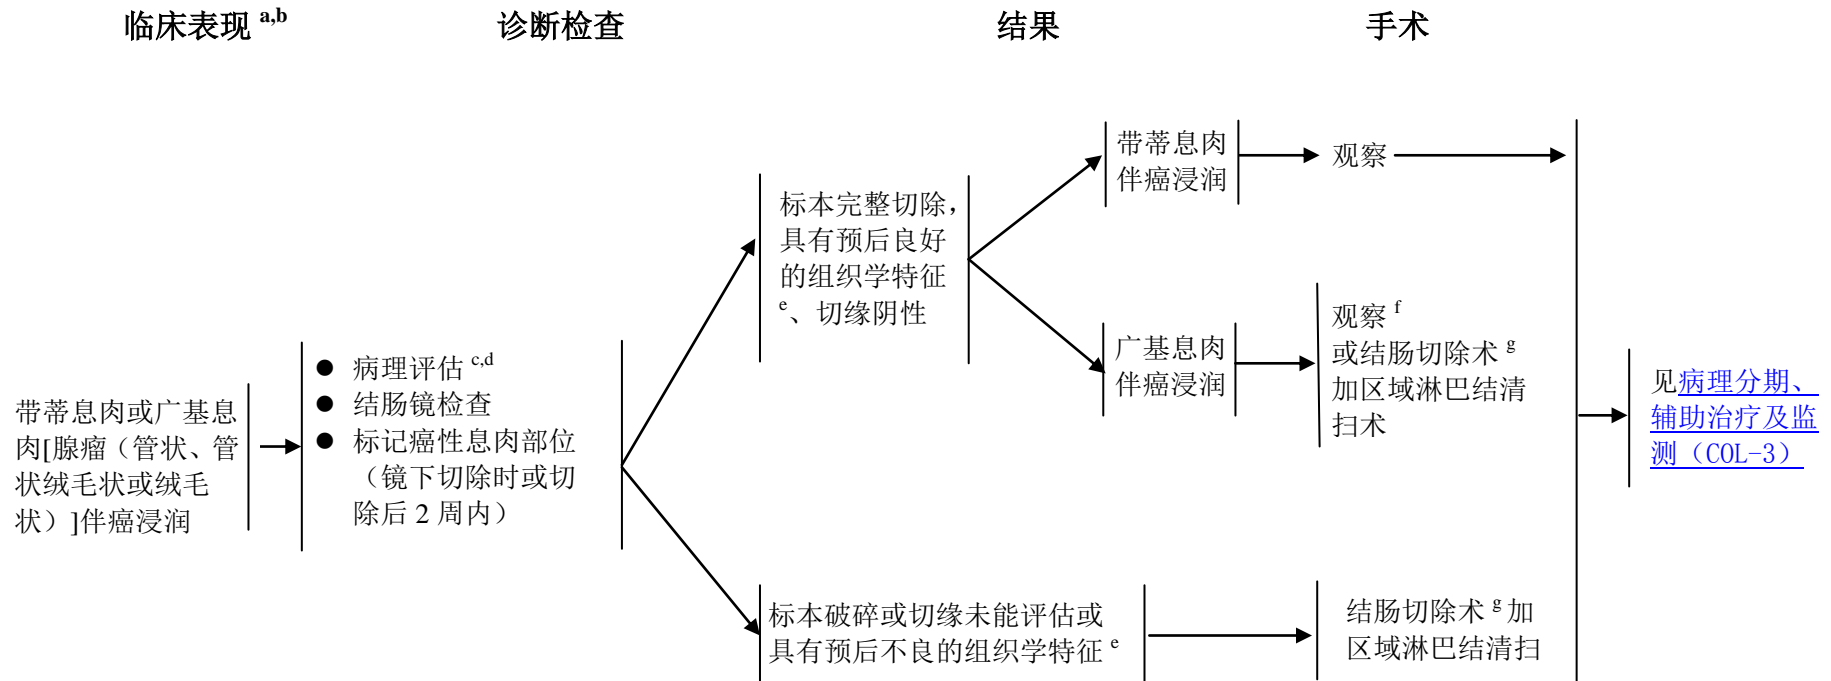 临床表现 a,b
诊断检查
结果
手术
带蒂息肉或广基息
肉[腺瘤（管状、管
状绒毛状或绒毛
状）]伴癌浸润
● 病理评估 c,d
● 结肠镜检查
● 标记癌性息肉部位
（镜下切除时或切
除后 2 周内）
标本完整切除，
具有预后良好
的组织学特征
e、切缘阴性
带蒂息肉
伴癌浸润
观察
广基息肉
伴癌浸润
观察 f
或结肠切除术 g
加区域淋巴结清
扫术
标本破碎或切缘未能评估或
具有预后不良的组织学特征 e
结肠切除术 g 加
区域淋巴结清扫
见病理分期、
辅助治疗及监
测（COL-3）